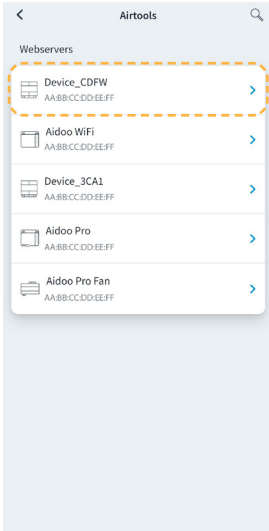 Airtools
Webservers
Device_CDFW
AA:BB:CC:DD:EE:FF
Aidoo WiFi
AA:BB:CC:DD:EE:FF
Device_3CA1
AA:BB:CC:DD:EE:FF
Aidoo Pro
AA:BB:CC:DD:EE:FF
Aidoo Pro Fan
AA:BB:CC:DD:EE:FF